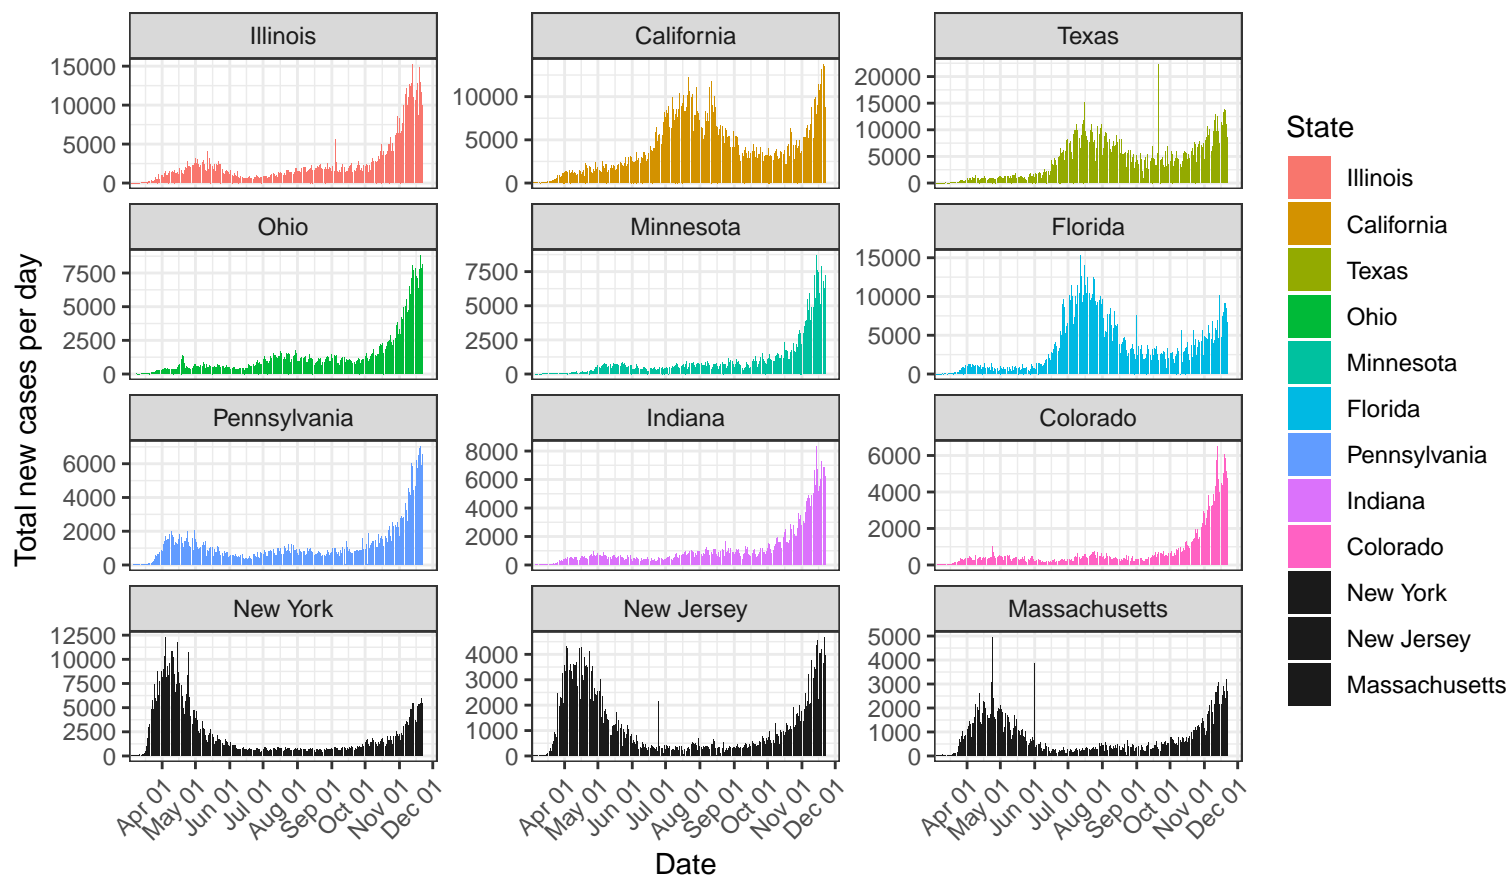 Illinois
California
Texas
15000
10000
5000
0
10000
5000
0
20000
15000
10000
5000
0
Ohio
Minnesota
Florida
7500
5000
2500
0
7500
5000
2500
0
15000
10000
5000
0
Pennsylvania
Indiana
Colorado
6000
4000
2000
0
8000
6000
4000
2000
0
6000
4000
2000
0
New York
New Jersey
Massachusetts
12500
10000
7500
5000
2500
0
4000
3000
2000
1000
0
5000
4000
3000
2000
1000
0
Apr 01
May 01
Jun 01
Jul 01
Aug 01
Sep 01
Oct 01
Nov 01
Dec 01
Apr 01
May 01
Jun 01
Jul 01
Aug 01
Sep 01
Oct 01
Nov 01
Dec 01
Apr 01
May 01
Jun 01
Jul 01
Aug 01
Sep 01
Oct 01
Nov 01
Dec 01
Date
Total new cases per day
State
Illinois
California
Texas
Ohio
Minnesota
Florida
Pennsylvania
Indiana
Colorado
New York
New Jersey
Massachusetts